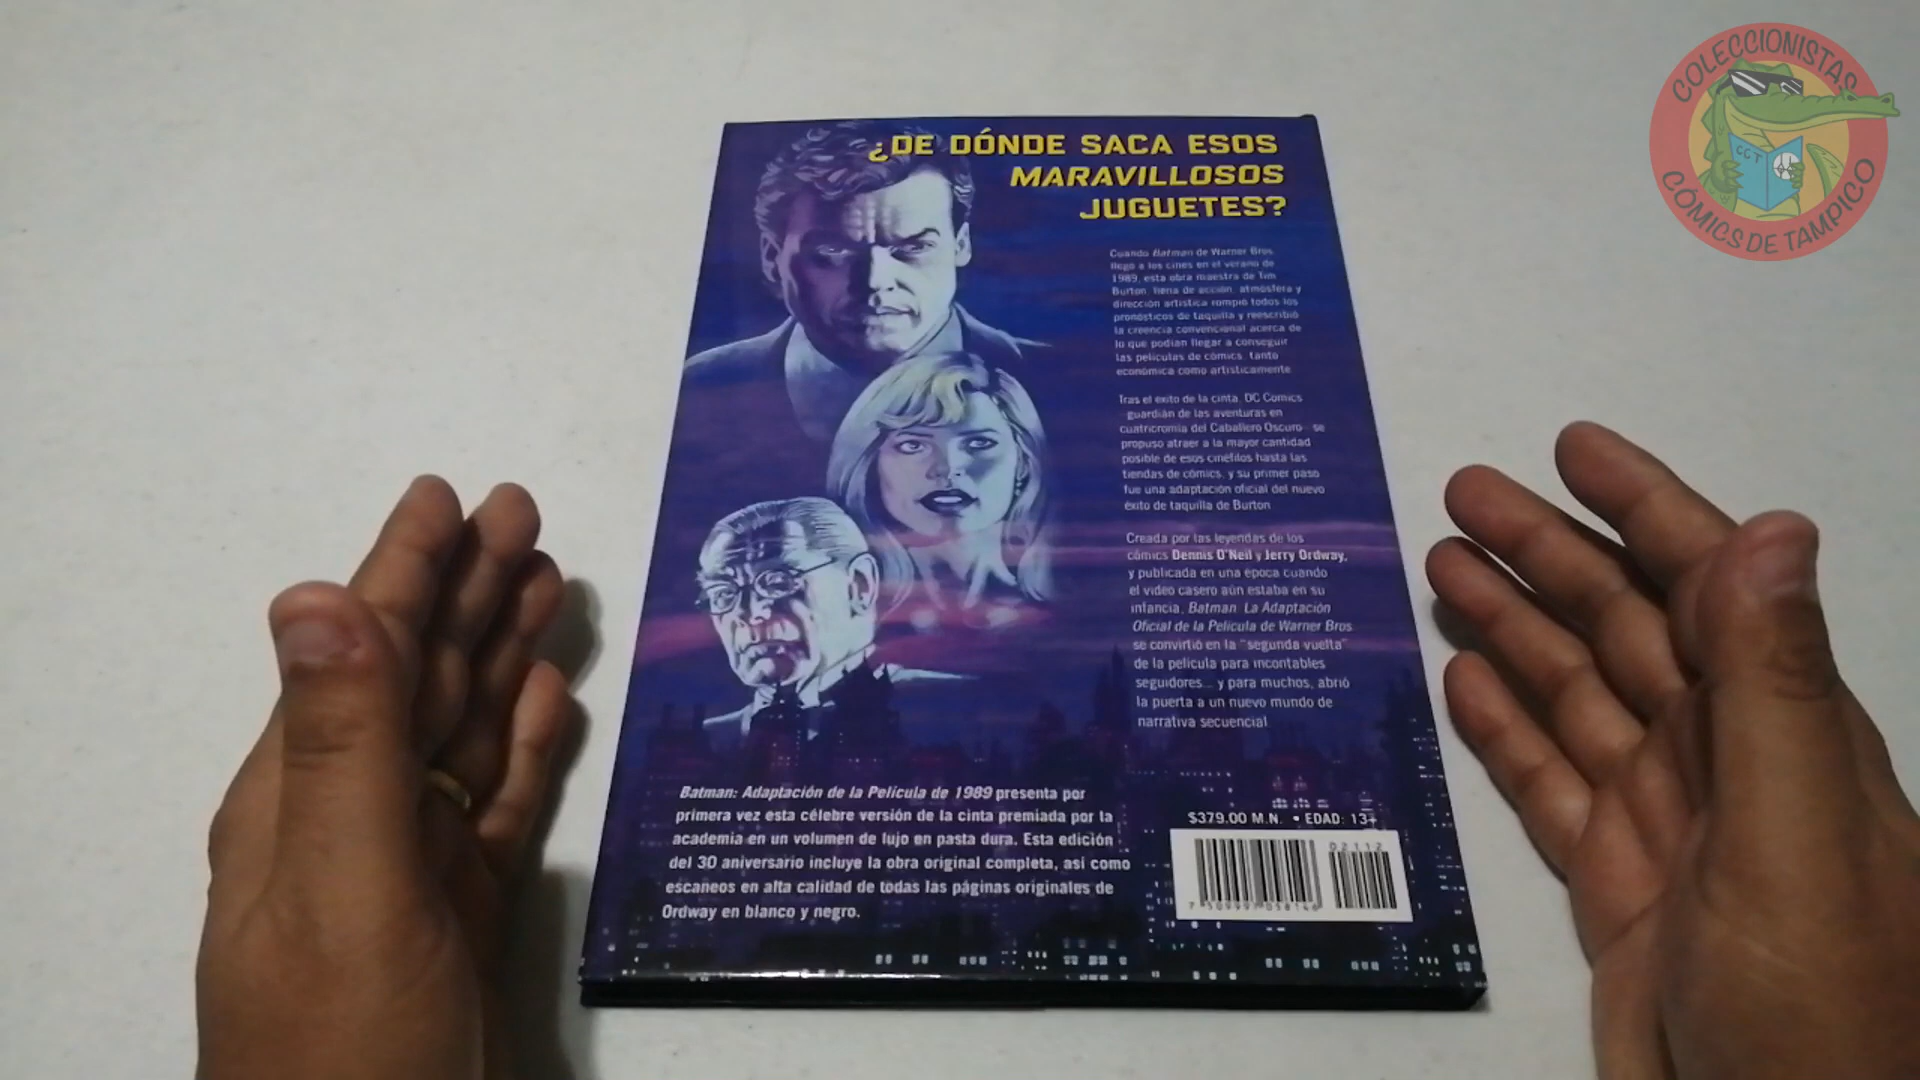 COLECCIONISTAS
CÓMICS DE TAMPICO
CGT
¿DE DÓNDE SACA ESOS
MARAVILLOSOS
JUGUETES?
Cuando Batman de Warner Bros.
llegó a los cines en el verano de
1989, esta obra maestra de Tim
Burton, llena de acción, atmósfera y
dirección artística rompió todos los
pronósticos de taquilla y reescribió
la creencia convencional acerca de
lo que podían llegar a conseguir
las películas de cómics, tanto
económica como artísticamente.
Tras el éxito de la cinta, DC Comics
-guardián de las aventuras en
cuatricromía del Caballero Oscuro- se
propuso atraer a la mayor cantidad
posible de esos cinéfilos hasta las
tiendas de cómics, y su primer paso
fue una adaptación oficial del nuevo
éxito de taquilla de Burton.
Creada por las leyendas de los
cómics Dennis O'Neil y Jerry Ordway,
y publicada en una época cuando
el video casero aún estaba en su
infancia, Batman: La Adaptación
Oficial de la Película de Warner Bros.
se convirtió en la "segunda vuelta"
de la película para incontables
seguidores... y para muchos, abrió
la puerta a un nuevo mundo de
narrativa secuencial.
Batman: Adaptación de la Película de 1989 presenta por
primera vez esta célebre versión de la cinta premiada por la
academia en un volumen de lujo en pasta dura. Esta edición
del 30 aniversario incluye la obra original completa, así como
escaneos en alta calidad de todas las páginas originales de
Ordway en blanco y negro.
$379.00 M.N. • EDAD: 13+
02112
7 509997 058146